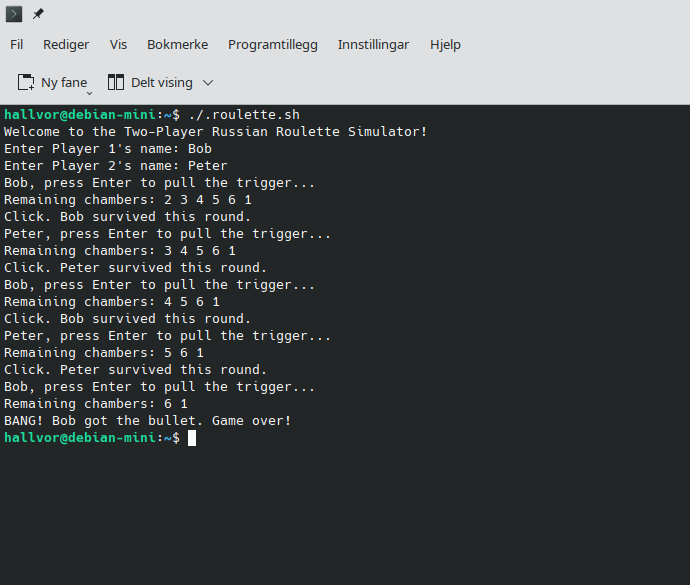 Fil Rediger Vis Bokmerke Programtillegg Innstillingar Hjelp
Ny fane Delt vising
hallvor@debian-mini:~$ ./.roulette.sh
Welcome to the Two-Player Russian Roulette Simulator!
Enter Player 1's name: Bob
Enter Player 2's name: Peter
Bob, press Enter to pull the trigger...
Remaining chambers: 2 3 4 5 6 1
Click. Bob survived this round.
Peter, press Enter to pull the trigger...
Remaining chambers: 3 4 5 6 1
Click. Peter survived this round.
Bob, press Enter to pull the trigger...
Remaining chambers: 4 5 6 1
Click. Bob survived this round.
Peter, press Enter to pull the trigger...
Remaining chambers: 5 6 1
Click. Peter survived this round.
Bob, press Enter to pull the trigger...
Remaining chambers: 6 1
BANG! Bob got the bullet. Game over!
hallvor@debian-mini:~$